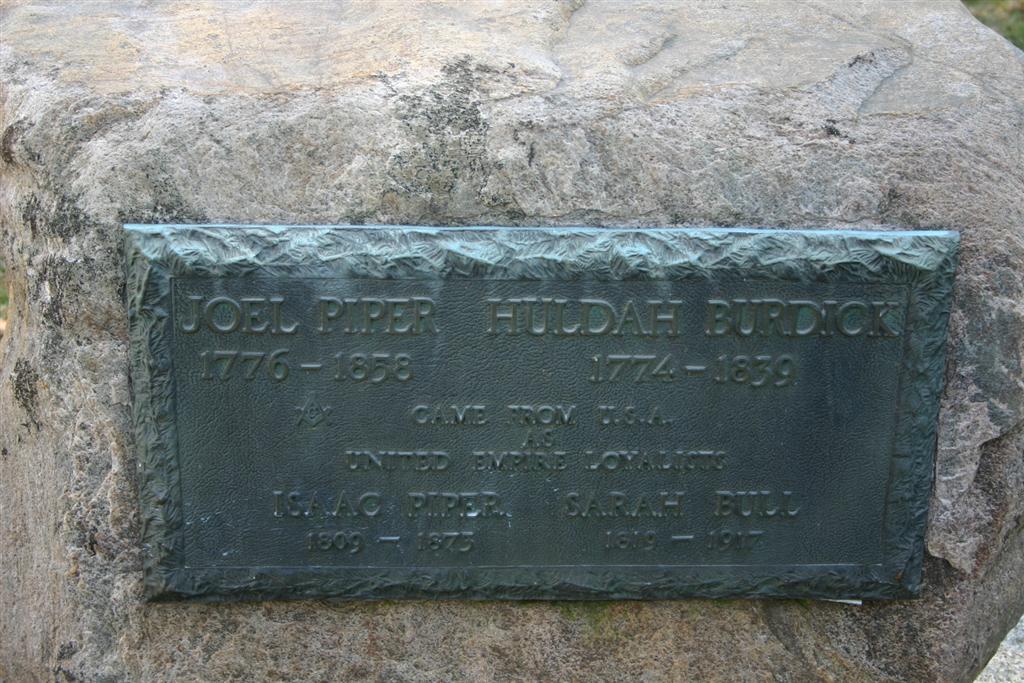 JOEL PIPER HULDAH BURDICK
1776 - 1858 1774 - 1839
CAME FROM U.S.A.
AS
UNITED EMPIRE LOYALISTS
ISAAC PIPER SARAH BULL
1809 - 1873 1819 - 1917